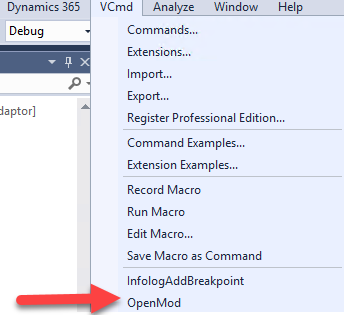 Dynamics 365 VCmd Analyze Window Help
Debug
Commands...
Extensions...
Import...
daptor]
Export...
Register Professional Edition...
Command Examples...
Extension Examples...
Record Macro
Run Macro
Edit Macro...
Save Macro as Command
InfologAddBreakpoint
OpenMod